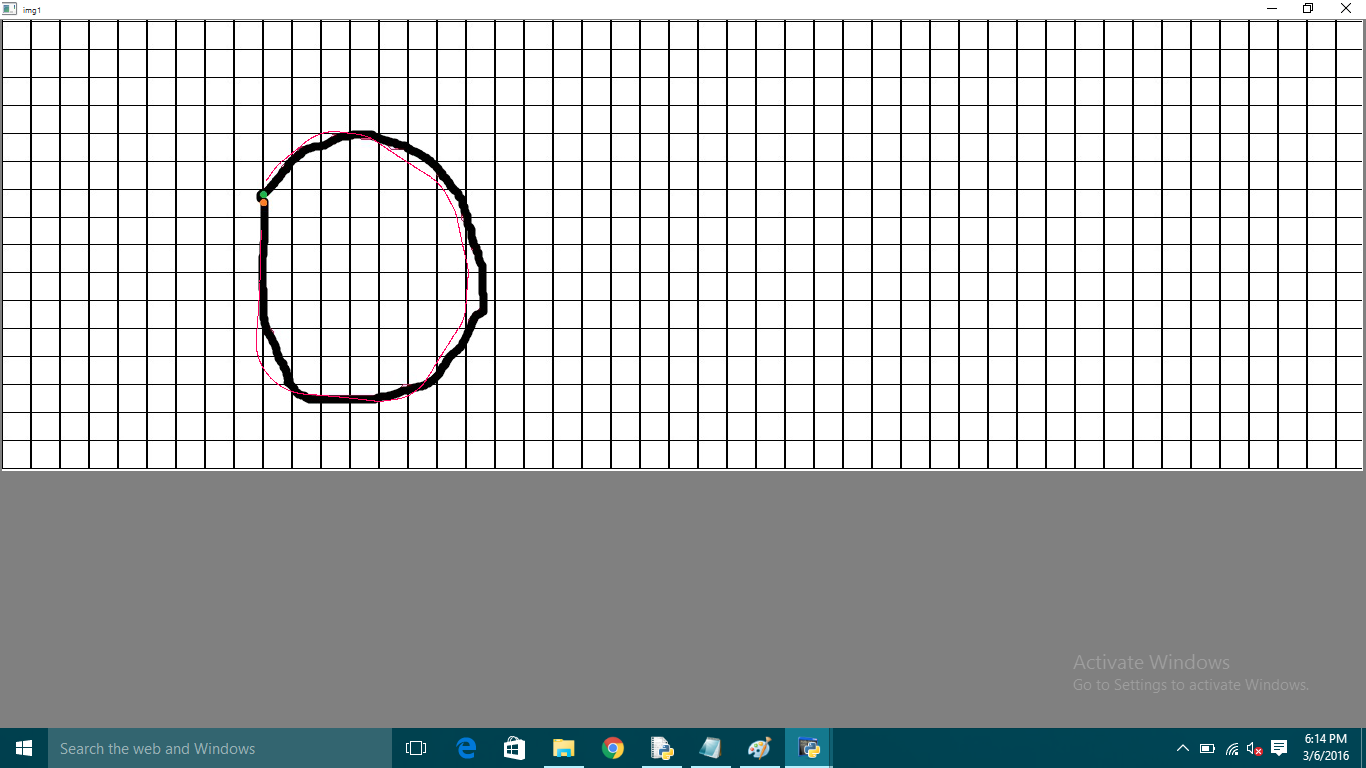 img1
Activate Windows
Go to Settings to activate Windows.
Search the web and Windows
6:14 PM
3/6/2016